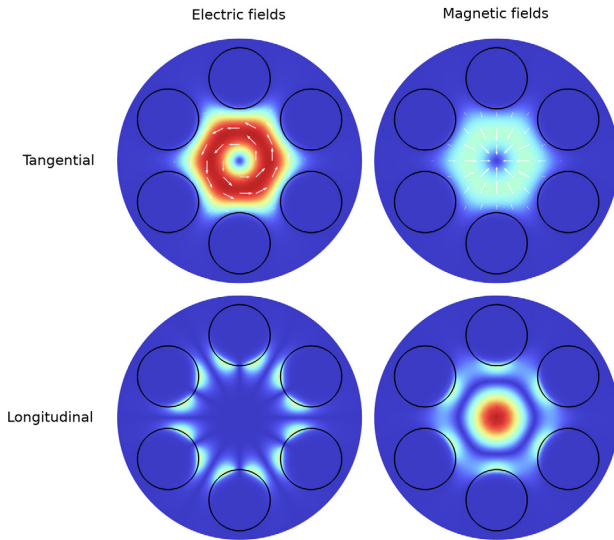 Electric fields
Magnetic fields
Tangential
Longitudinal